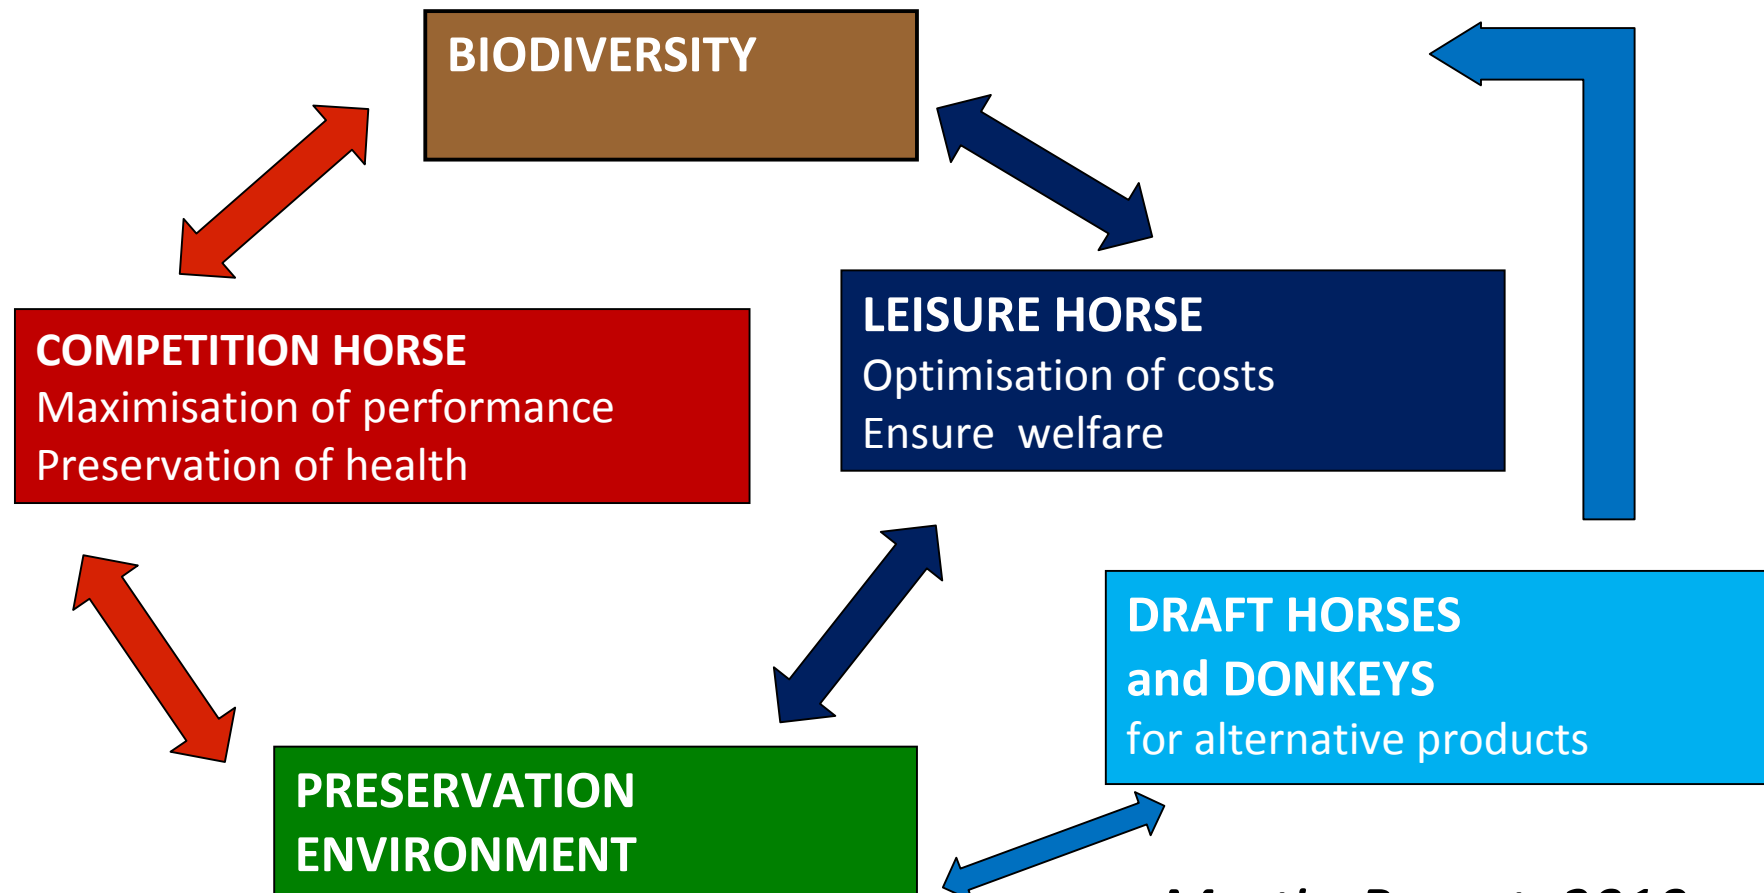 BIODIVERSITY
COMPETITION HORSE
Maximisation of performance
Preservation of health
LEISURE HORSE
Optimisation of costs
Ensure  welfare
DRAFT HORSES
and DONKEYS
for alternative products
PRESERVATION
ENVIRONMENT